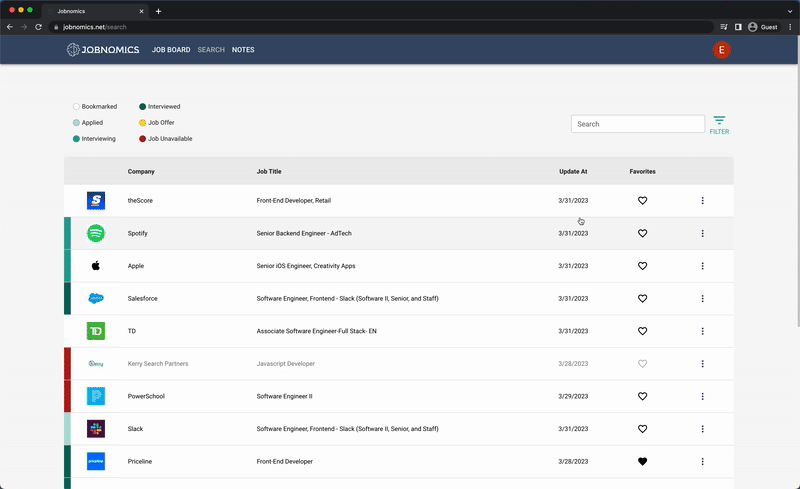 Jobnomics
jobnomics.net/search
Guest
JOBNOMICS JOB BOARD SEARCH NOTES
E
Bookmarked Interviewed
Applied Job Offer
Interviewing Job Unavailable
Search
FILTER
Company Job Title Update At Favorites
theScore Front-End Developer, Retail 3/31/2023
Spotify Senior Backend Engineer - AdTech 3/31/2023
Apple Senior iOS Engineer, Creativity Apps 3/31/2023
Salesforce Software Engineer, Frontend - Slack (Software II, Senior, and Staff) 3/31/2023
TD TD Associate Software Engineer-Full Stack- EN 3/31/2023
Kerry Search Partners Javascript Developer 3/28/2023
PowerSchool Software Engineer II 3/29/2023
Slack Software Engineer, Frontend - Slack (Software II, Senior, and Staff) 3/31/2023
priceline Priceline Front-End Developer 3/28/2023